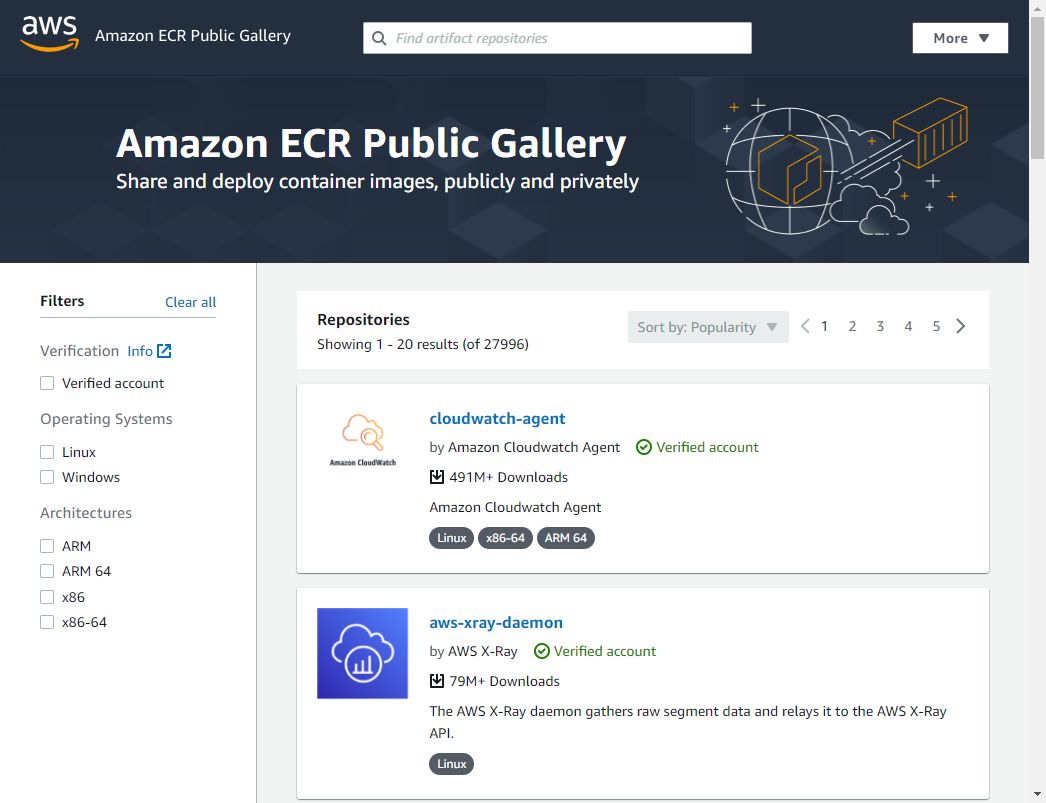 aws
Amazon ECR Public Gallery
Find artifact repositories
More
Amazon ECR Public Gallery
Share and deploy container images, publicly and privately
Filters
Clear all
Verification Info
Verified account
Operating Systems
Linux
Windows
Architectures
ARM
ARM 64
x86
x86-64
Repositories
Showing 1 - 20 results (of 27996)
Sort by: Popularity
1 2 3 4 5
Amazon CloudWatch
cloudwatch-agent
by Amazon Cloudwatch Agent Verified account
491M+ Downloads
Amazon Cloudwatch Agent
Linux x86-64 ARM 64
aws-xray-daemon
by AWS X-Ray Verified account
79M+ Downloads
The AWS X-Ray daemon gathers raw segment data and relays it to the AWS X-Ray
API.
Linux